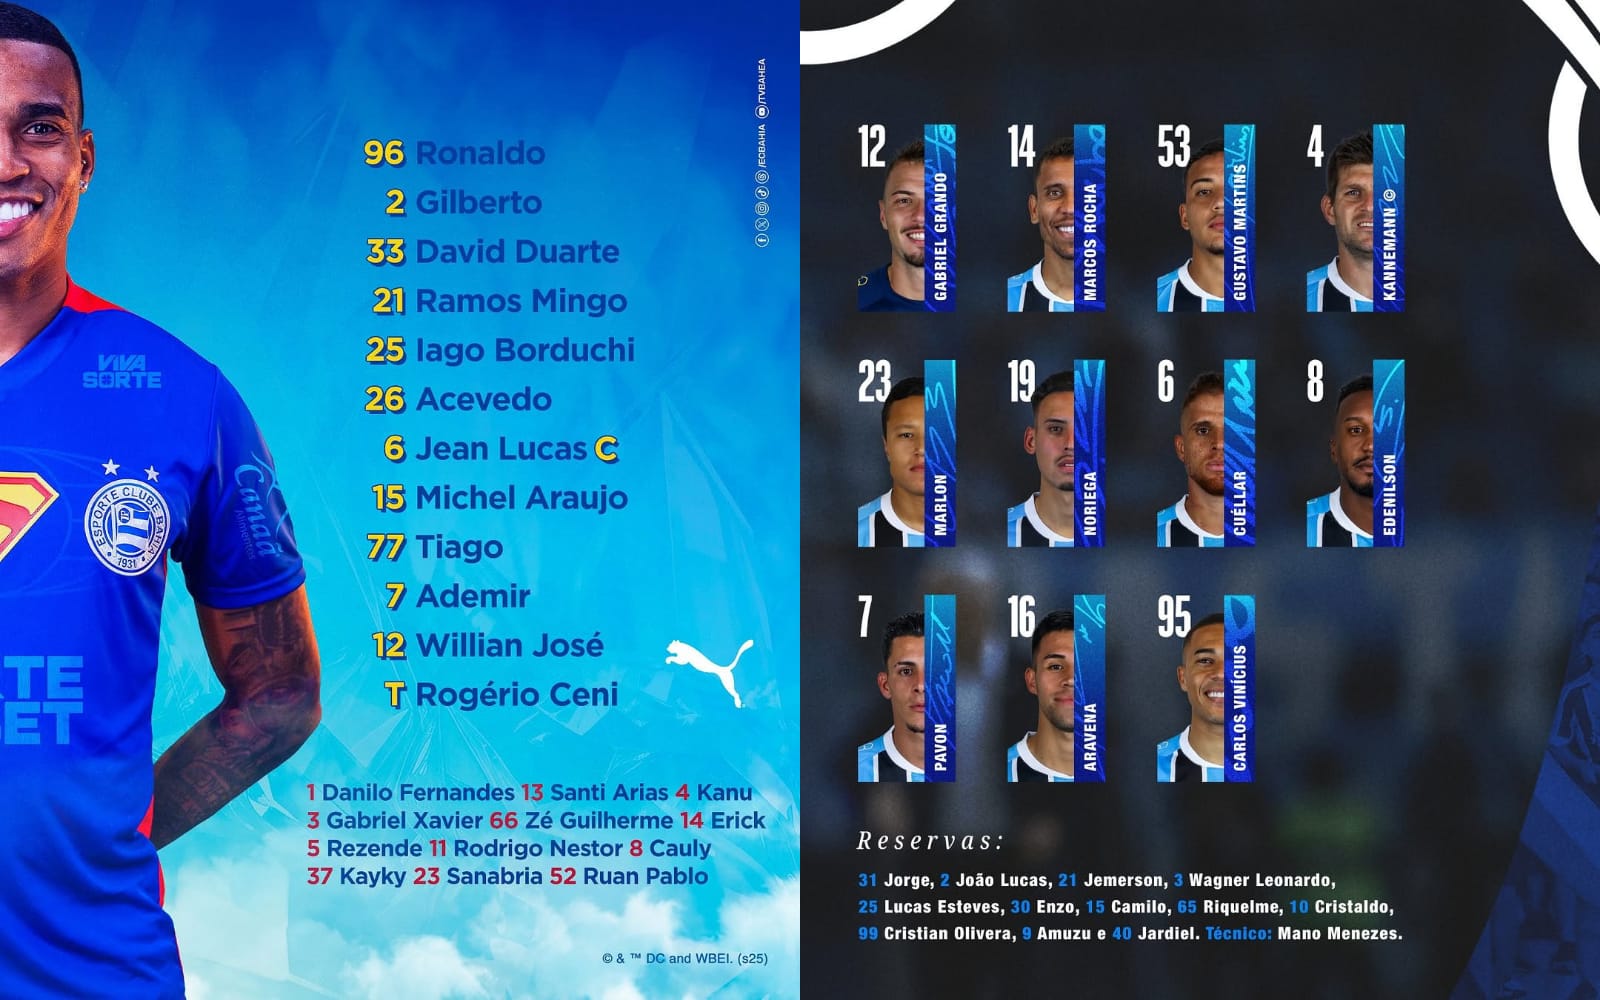 96 Ronaldo
2 Gilberto
33 David Duarte
21 Ramos Mingo
25 Iago Borduchi
26 Acevedo
6 Jean Lucas C
15 Michel Araujo
77 Tiago
7 Ademir
12 Willian José
T Rogério Ceni
1 Danilo Fernandes 13 Santi Arias 4 Kanu
3 Gabriel Xavier 66 Zé Guilherme 14 Erick
5 Rezende 11 Rodrigo Nestor 8 Cauly
37 Kayky 23 Sanabria 52 Ruan Pablo
© & ™ DC and WBEI. (s25)
/ECBAHIA /TVBAHEA
VIVA
SORTE
ESPORTE CLUBE BAHIA
1931
Canaã
Alimentos
TE
BET
12 GABRIEL GRANDO
14 MARCOS ROCHA
53 GUSTAVO MARTINS
4 KANNEMANN ©
23 MARLON
19 NORIEGA
6 CUÉLLAR
8 EDENILSON
7 PAVON
16 ARAVENA
95 CARLOS VINÍCIUS
Reservas:
31 Jorge, 2 João Lucas, 21 Jemerson, 3 Wagner Leonardo,
25 Lucas Esteves, 30 Enzo, 15 Camilo, 65 Riquelme, 10 Cristaldo,
99 Cristian Olivera, 9 Amuzu e 40 Jardiel. Técnico: Mano Menezes.